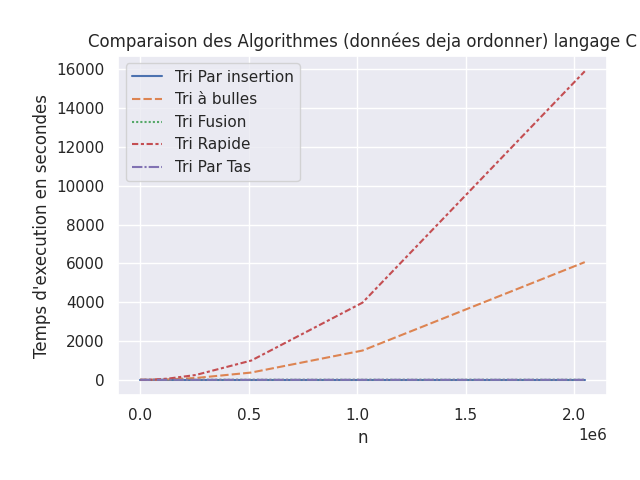 Comparaison des Algorithmes (données deja ordonner) langage C
16000
14000
12000
10000
8000
6000
4000
2000
0
Temps d'execution en secondes
Tri Par insertion
Tri à bulles
Tri Fusion
Tri Rapide
Tri Par Tas
0.0
0.5
1.0
1.5
2.0
1e6
n